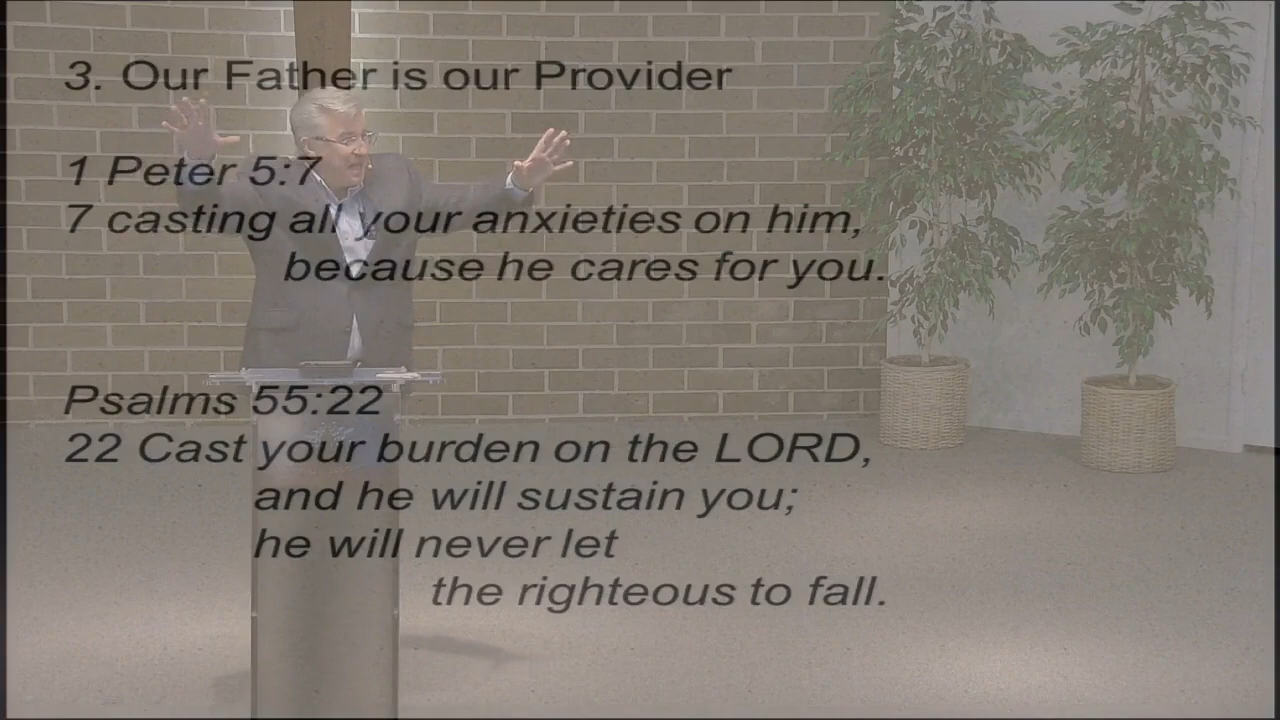 3. Our Father is our Provider
1 Peter 5:7
7 casting all your anxieties on him,
because he cares for you.
Psalms 55:22
22 Cast your burden on the LORD,
and he will sustain you;
he will never let
the righteous to fall.